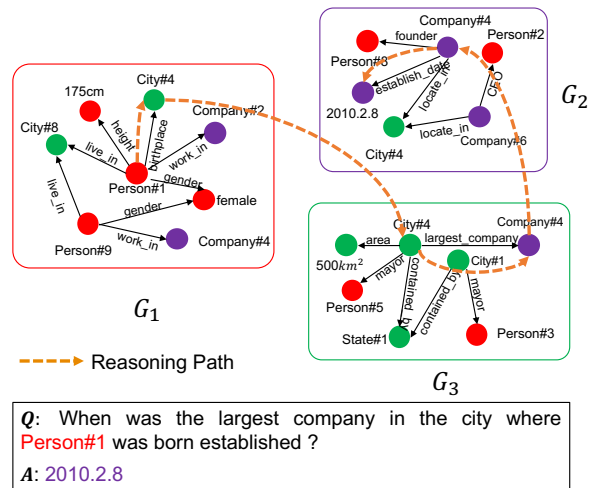 Company#4
founder
Person#2
Person#3
establish_date
CEO
locate_in
2010.2.8
locate_in
Company#6
City#4
G₂
City#4
175cm
Company#2
City#8
height
birthplace
live_in
work_in
Person#1
gender
live_in
female
gender
work_in
Person#9
Company#4
G₁
City#4
Company#4
area
largest_company
500km²
City#1
mayor
contained_by
contained_by
mayor
Person#5
State#1
Person#3
G₃
Reasoning Path
Q: When was the largest company in the city where
Person#1 was born established ?
A: 2010.2.8